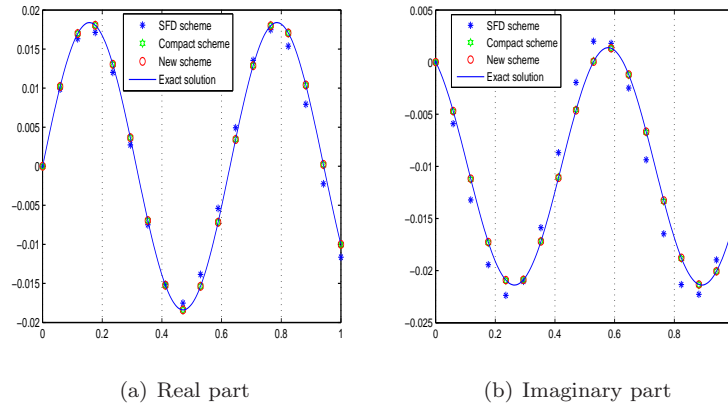 0.02
0.015
0.01
0.005
0
−0.005
−0.01
−0.015
−0.02
0 0.2 0.4 0.6 0.8 1
SFD scheme
Compact scheme
New scheme
Exact solution
(a) Real part
0.005
0
−0.005
−0.01
−0.015
−0.02
−0.025
0 0.2 0.4 0.6 0.8
SFD scheme
Compact scheme
New scheme
Exact solution
(b) Imaginary part